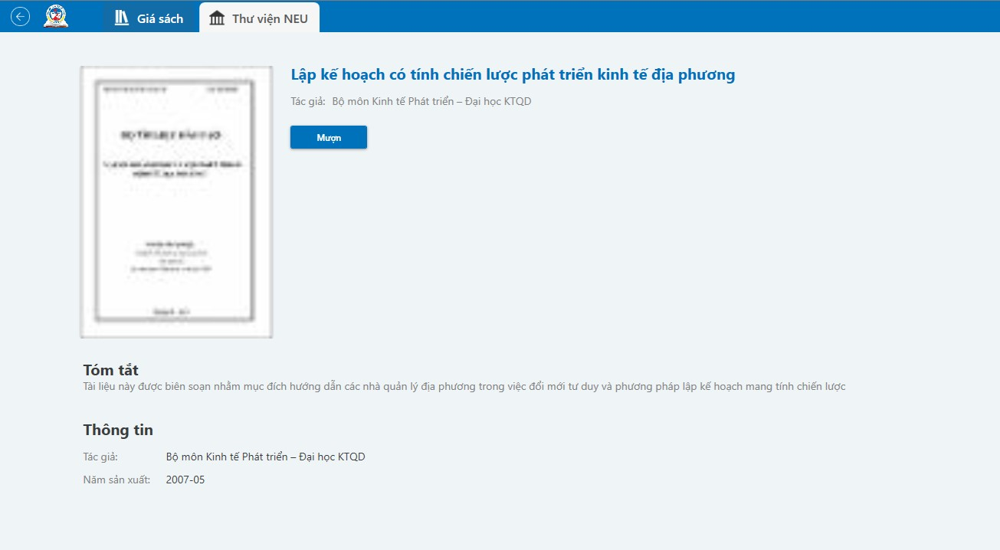 Giá sách
Thư viện NEU
Lập kế hoạch có tính chiến lược phát triển kinh tế địa phương
Tác giả: Bộ môn Kinh tế Phát triển – Đại học KTQD
Mượn
Tóm tắt
Tài liệu này được biên soạn nhằm mục đích hướng dẫn các nhà quản lý địa phương trong việc đổi mới tư duy và phương pháp lập kế hoạch mang tính chiến lược
Thông tin
Tác giả: Bộ môn Kinh tế Phát triển – Đại học KTQD
Năm sản xuất: 2007-05